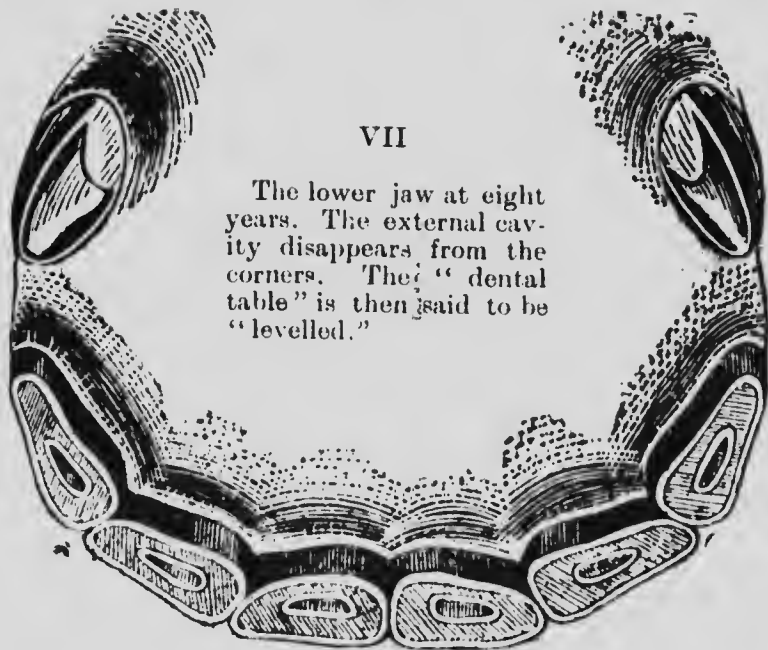 VII
The lower jaw at eight
years. The external cav-
ity disappears from the
corners. The “ dental
table” is then said to be
“levelled.”